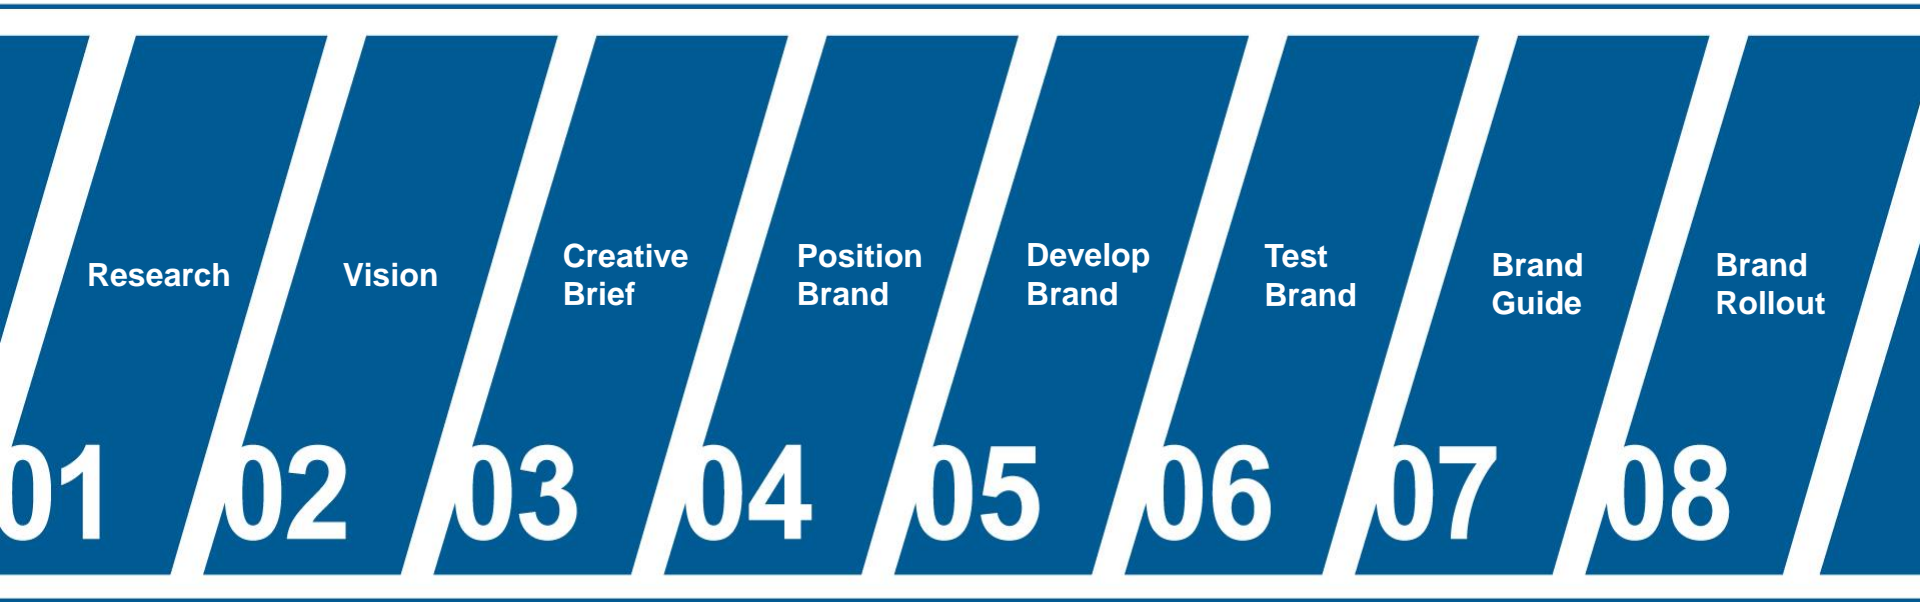 Research
01
Vision
02
Creative
Brief
03
Position
Brand
04
Develop
Brand
05
Test
Brand
06
Brand
Guide
07
Brand
Rollout
08